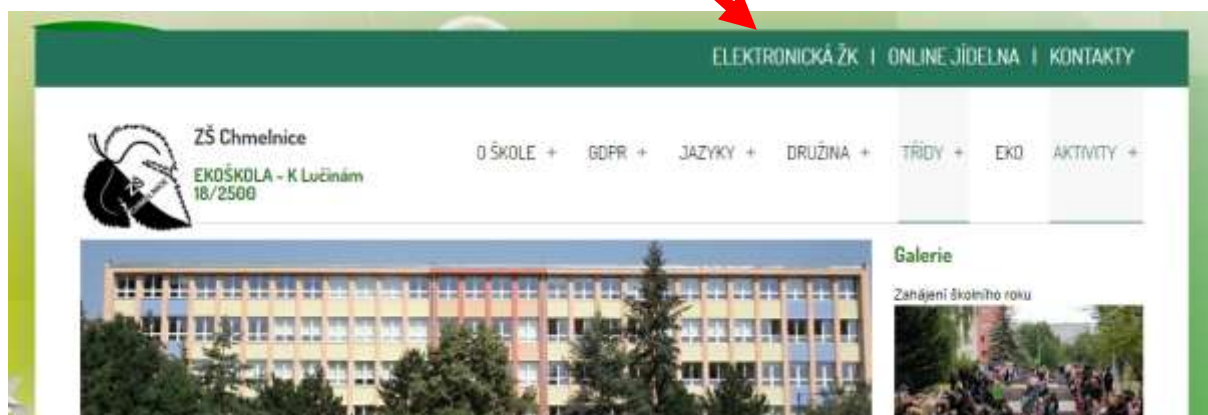 ELEKTRONICKÁ ŽK | ONLINE JÍDELNA | KONTAKTY
ZŠ Chmelnice
EKOŠKOLA - K Lučinám
18/2500
O ŠKOLE + GDPR + JAZYKY + DRUŽINA + TŘÍDY + EKO AKTIVITY +
Galerie
Zahájení školního roku